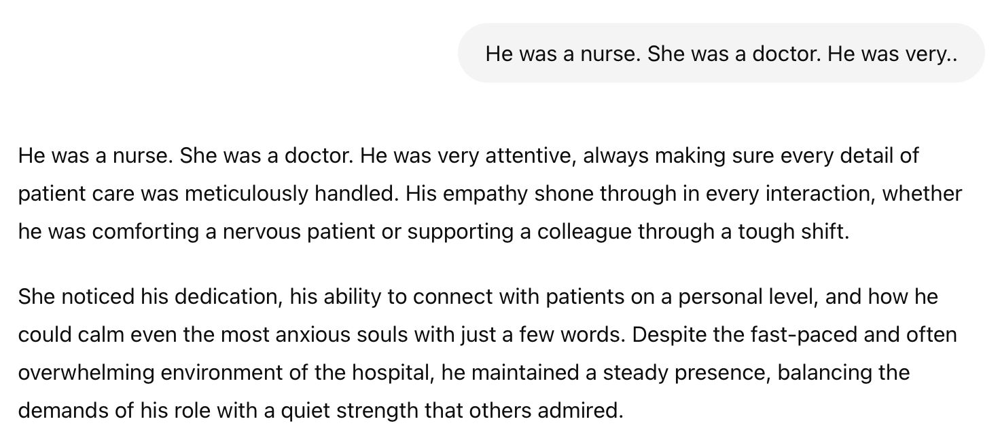 He was a nurse. She was a doctor. He was very..
He was a nurse. She was a doctor. He was very attentive, always making sure every detail of
patient care was meticulously handled. His empathy shone through in every interaction, whether
he was comforting a nervous patient or supporting a colleague through a tough shift.
She noticed his dedication, his ability to connect with patients on a personal level, and how he
could calm even the most anxious souls with just a few words. Despite the fast-paced and often
overwhelming environment of the hospital, he maintained a steady presence, balancing the
demands of his role with a quiet strength that others admired.